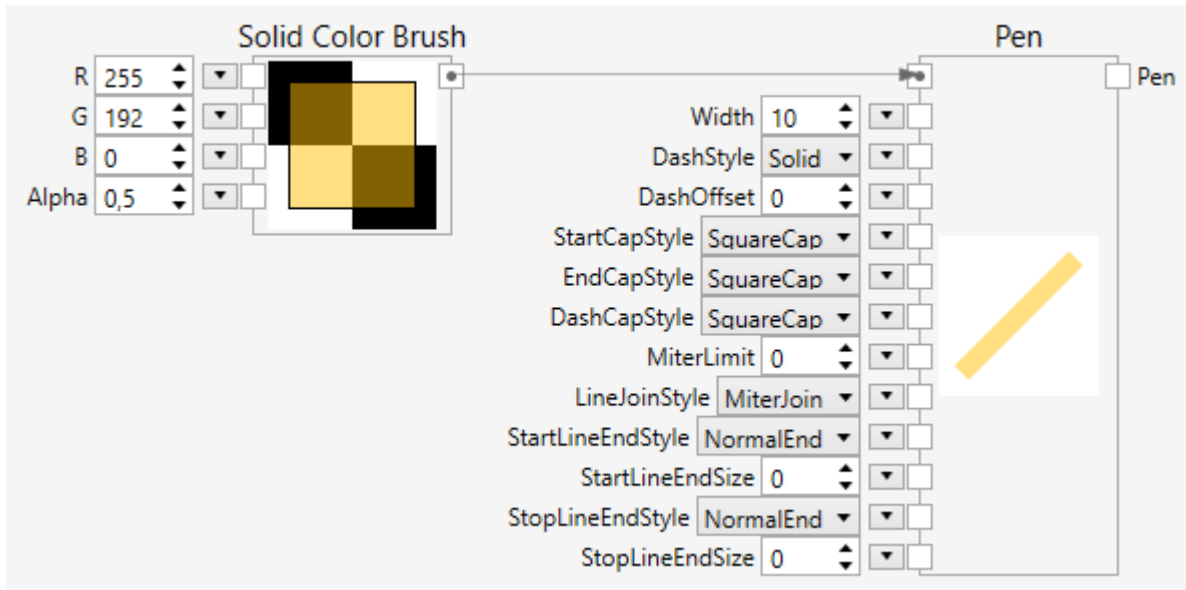 Solid Color Brush
Pen
R 255
Pen
G 192
Width 10
B 0
DashStyle Solid
Alpha 0,5
DashOffset 0
StartCapStyle SquareCap
EndCapStyle SquareCap
DashCapStyle SquareCap
MiterLimit 0
LineJoinStyle MiterJoin
StartLineEndStyle NormalEnd
StartLineEndSize 0
StopLineEndStyle NormalEnd
StopLineEndSize 0